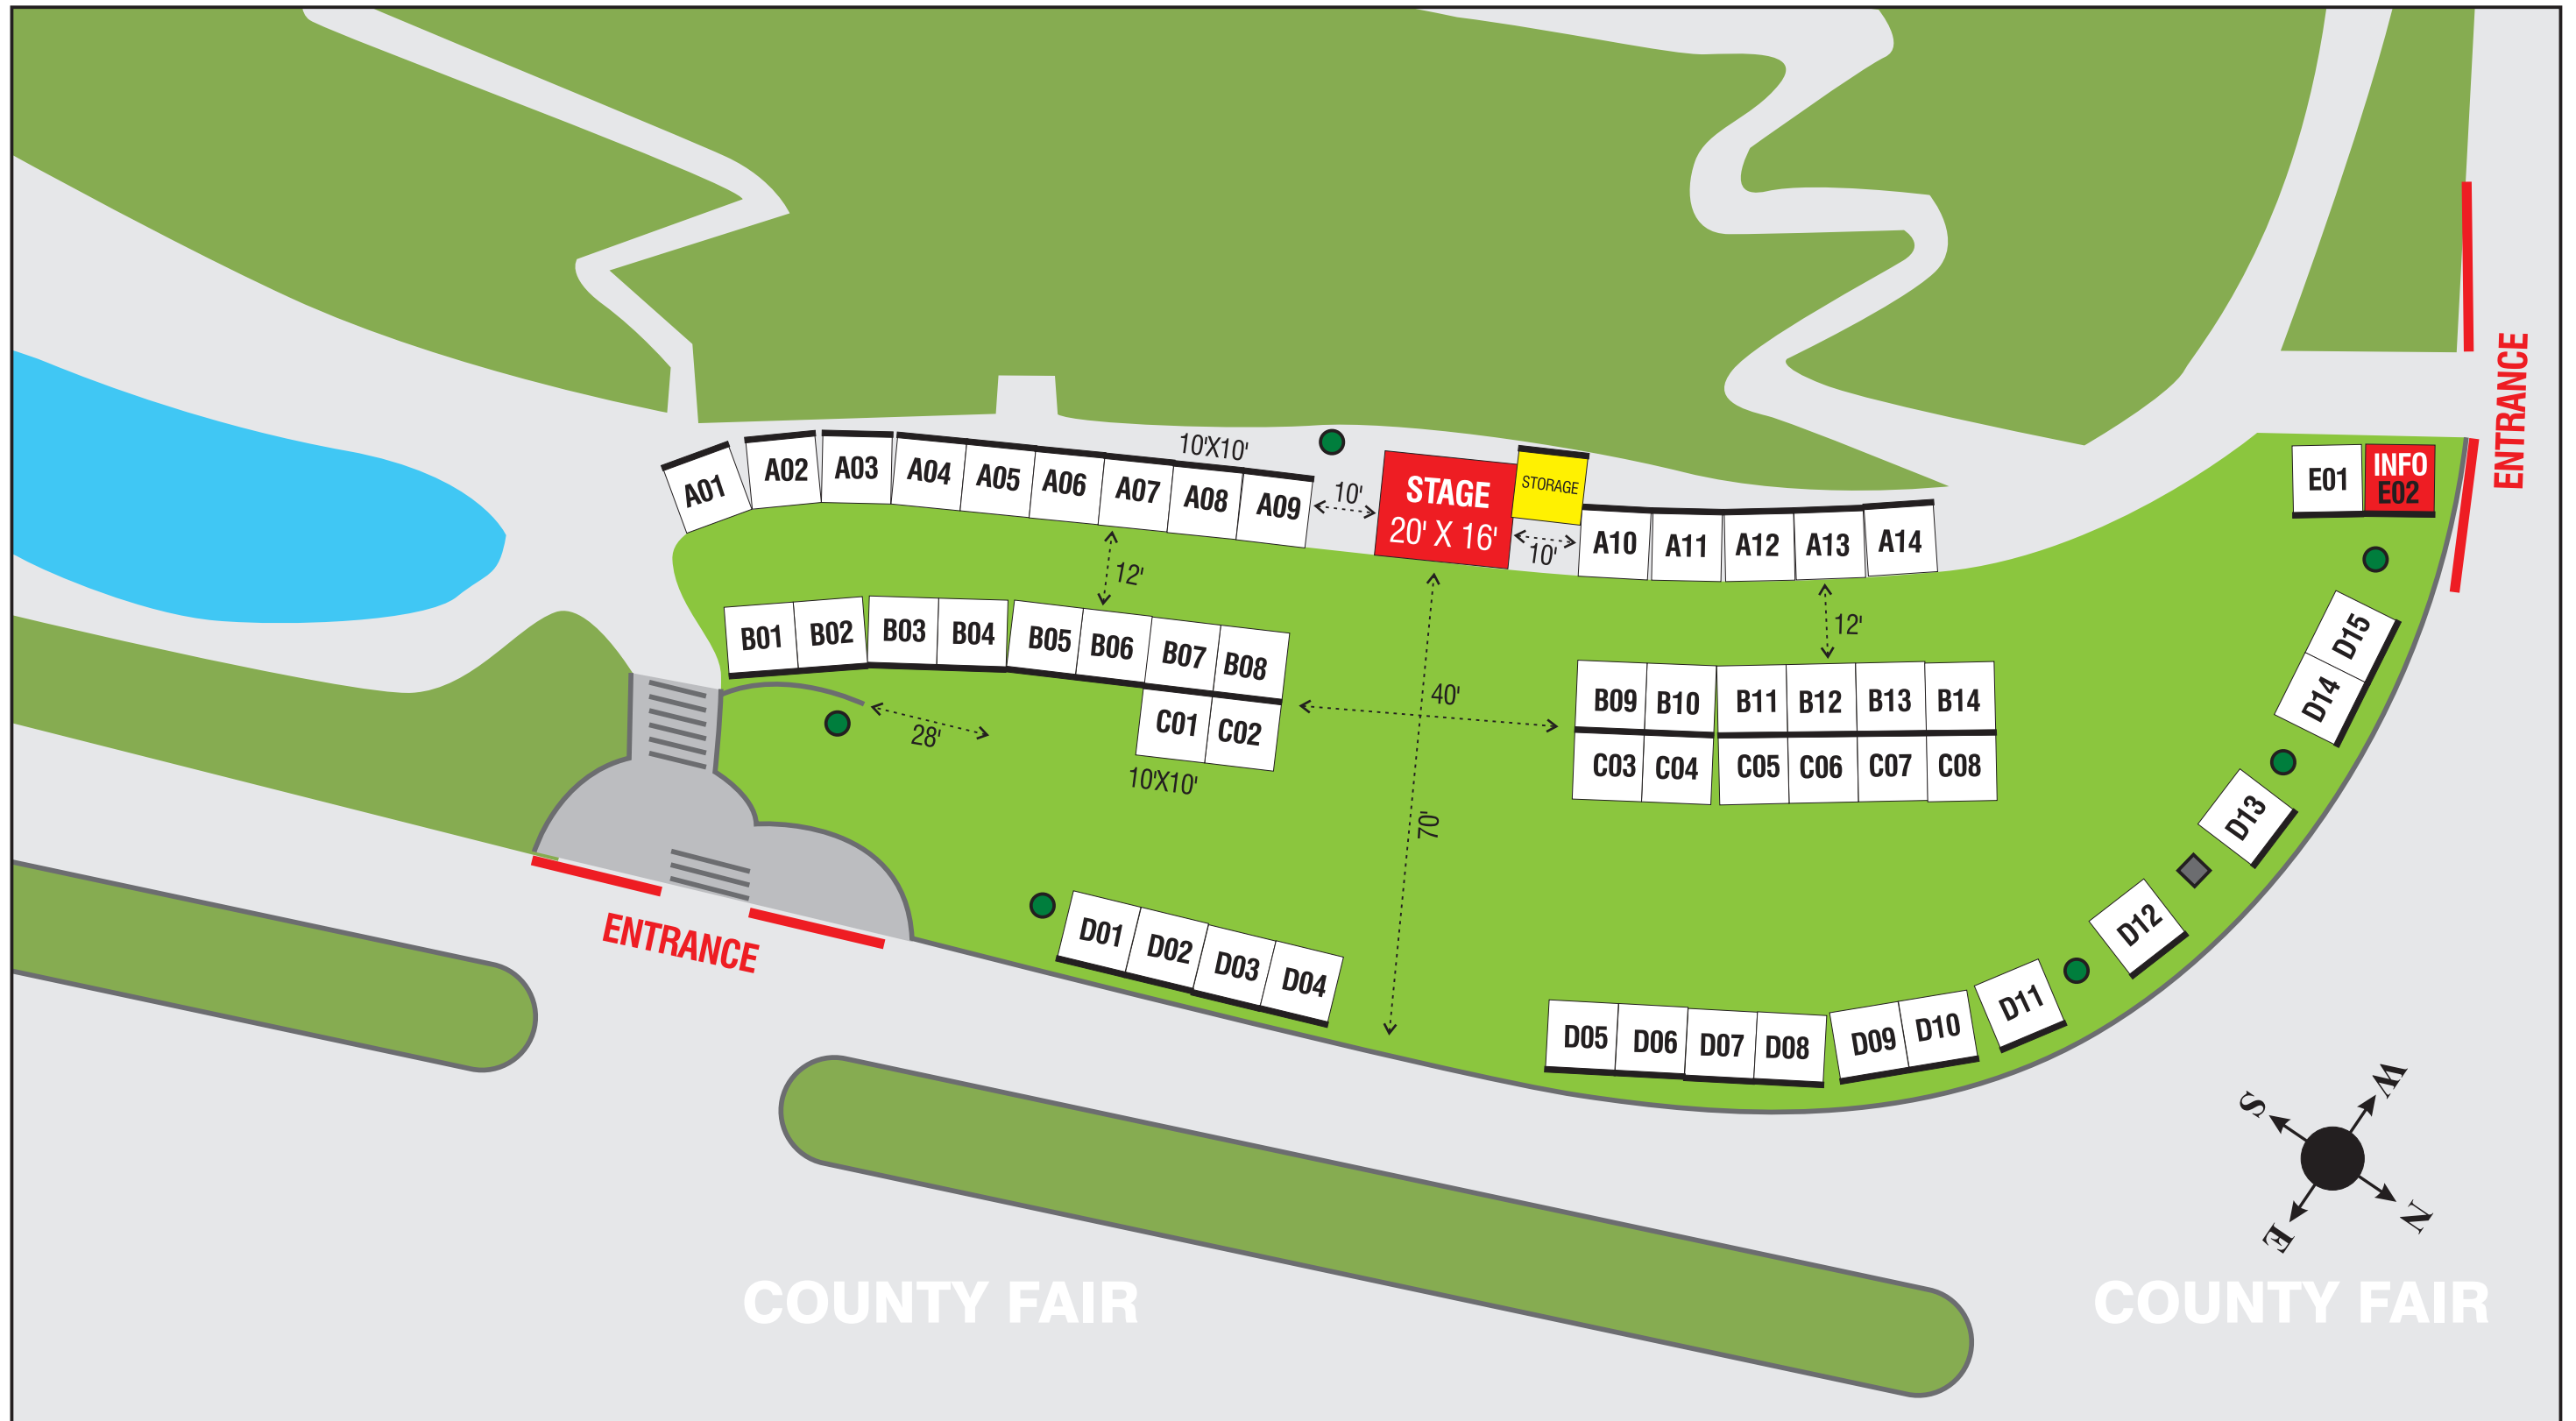 ENTRANCE
10'X10'
A01
A02
A03
A04
A05
A06
A07
A08
A09
10'
STAGE
20' X 16'
STORAGE
10'
A10
A11
A12
A13
A14
E01
INFO
E02
12'
12'
B01
B02
B03
B04
B05
B06
B07
B08
40'
B09
B10
B11
B12
B13
B14
D15
D14
28'
C01
C02
10'X10'
C03
C04
C05
C06
C07
C08
70'
D13
D12
D11
ENTRANCE
D01
D02
D03
D04
D05
D06
D07
D08
D09
D10
W
S
N
E
COUNTY FAIR
COUNTY FAIR